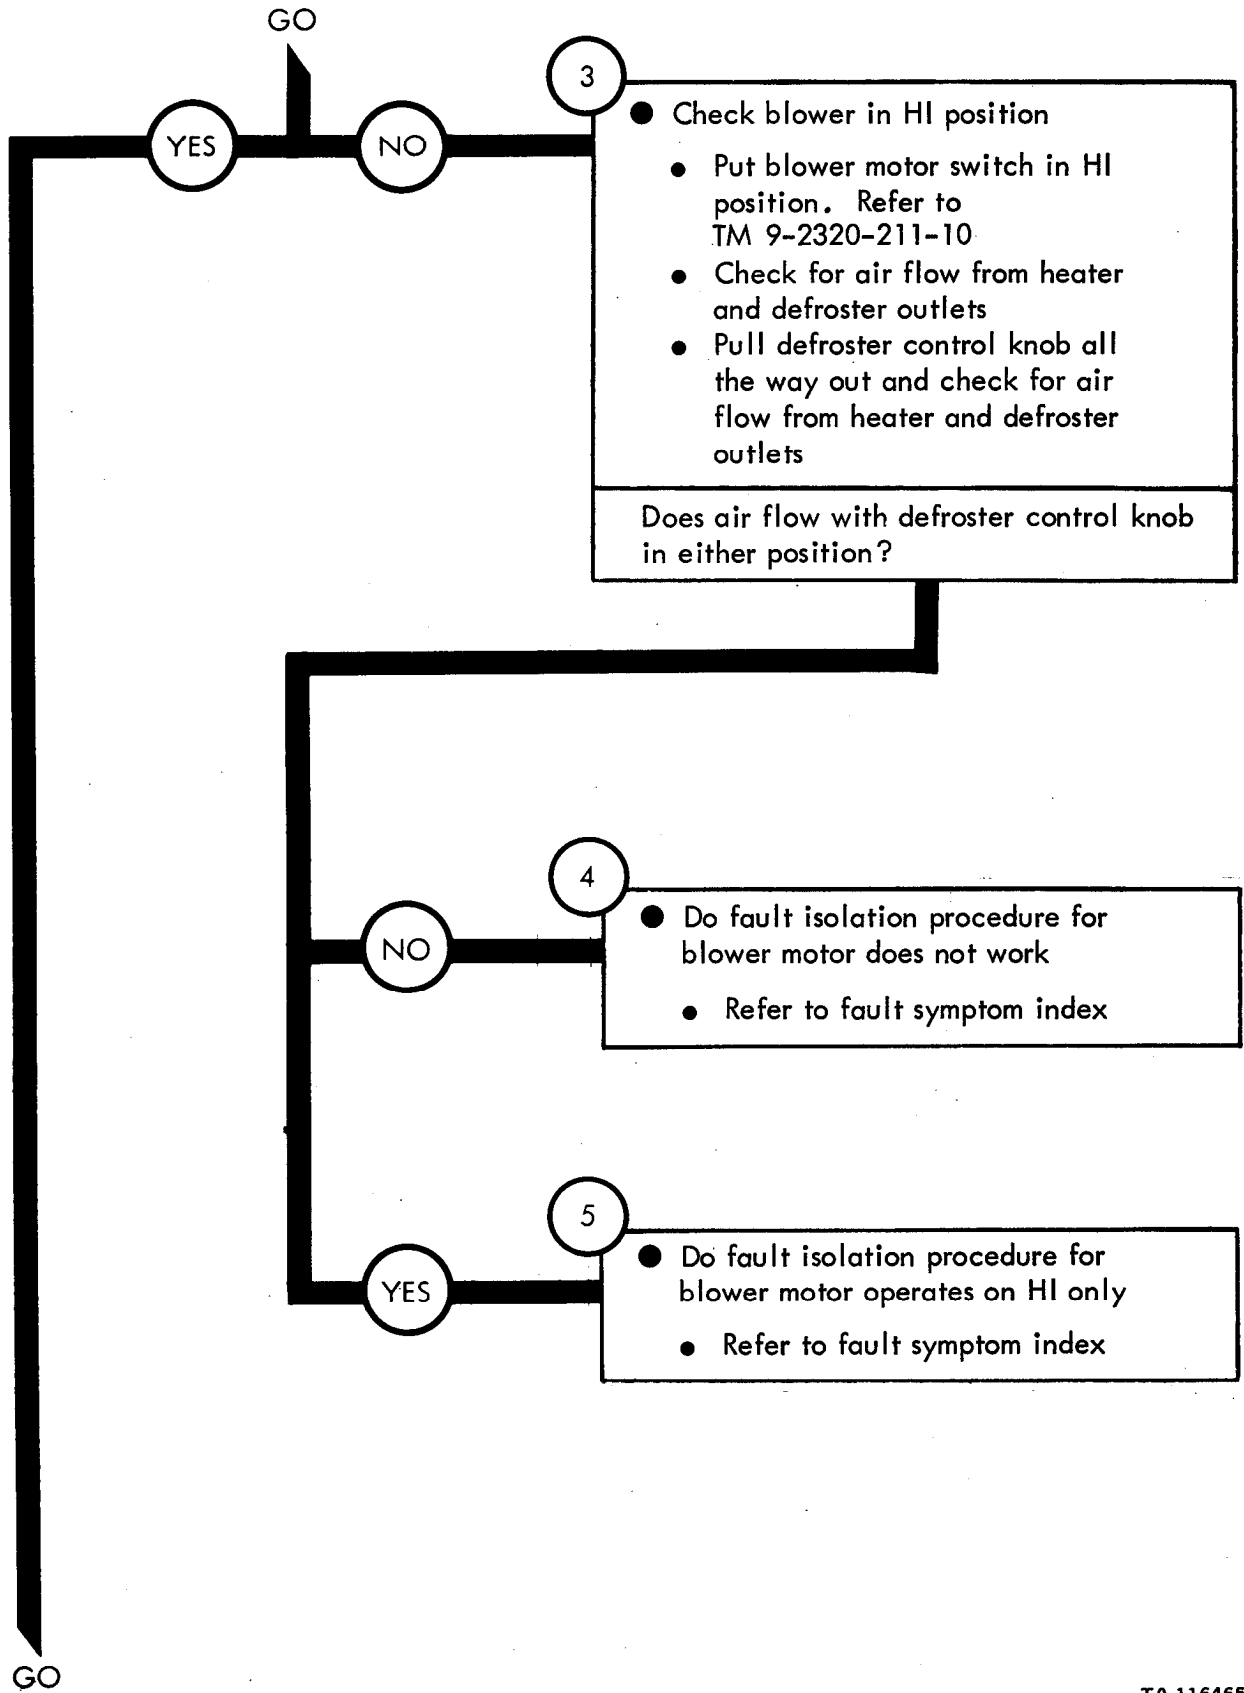 GO
YES
NO
3
● Check blower in HI position
● Put blower motor switch in HI
position. Refer to
TM 9-2320-211-10
● Check for air flow from heater
and defroster outlets
● Pull defroster control knob all
the way out and check for air
flow from heater and defroster
outlets
Does air flow with defroster control knob
in either position?
4
NO
● Do fault isolation procedure for
blower motor does not work
● Refer to fault symptom index
5
YES
● Do fault isolation procedure for
blower motor operates on HI only
● Refer to fault symptom index
GO
TA 116465